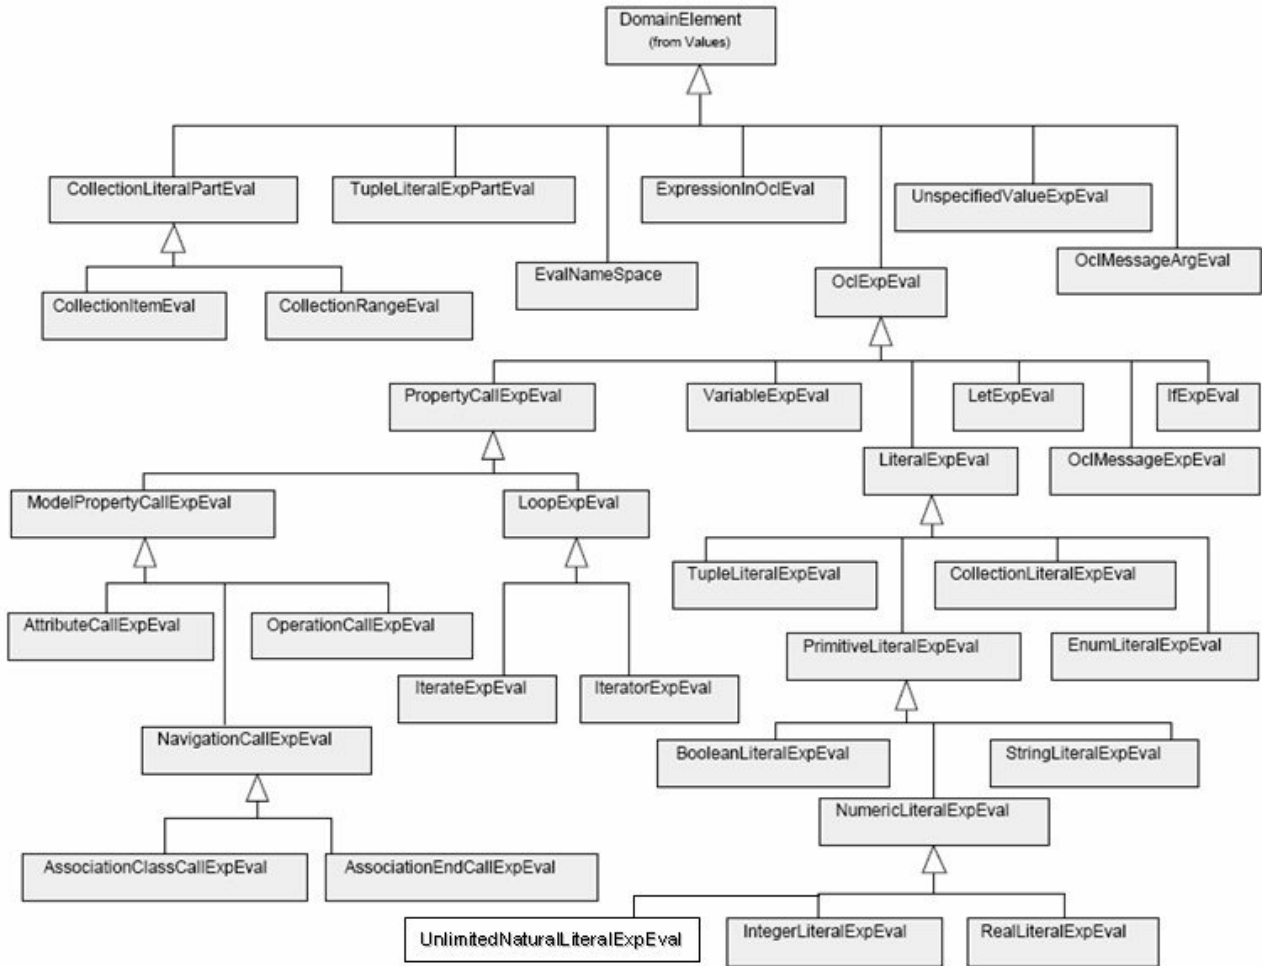 DomainElement
(from Values)
CollectionLiteralPartEval
TupleLiteralExpPartEval
ExpressionInOclEval
UnspecifiedValueExpEval
EvalNameSpace
OclExpEval
OclMessageArgEval
CollectionItemEval
CollectionRangeEval
PropertyCallExpEval
VariableExpEval
LetExpEval
IfExpEval
LiteralExpEval
OclMessageExpEval
ModelPropertyCallExpEval
LoopExpEval
TupleLiteralExpEval
CollectionLiteralExpEval
AttributeCallExpEval
OperationCallExpEval
PrimitiveLiteralExpEval
EnumLiteralExpEval
IterateExpEval
IteratorExpEval
NavigationCallExpEval
BooleanLiteralExpEval
StringLiteralExpEval
NumericLiteralExpEval
AssociationClassCallExpEval
AssociationEndCallExpEval
UnlimitedNaturalLiteralExpEval
IntegerLiteralExpEval
RealLiteralExpEval